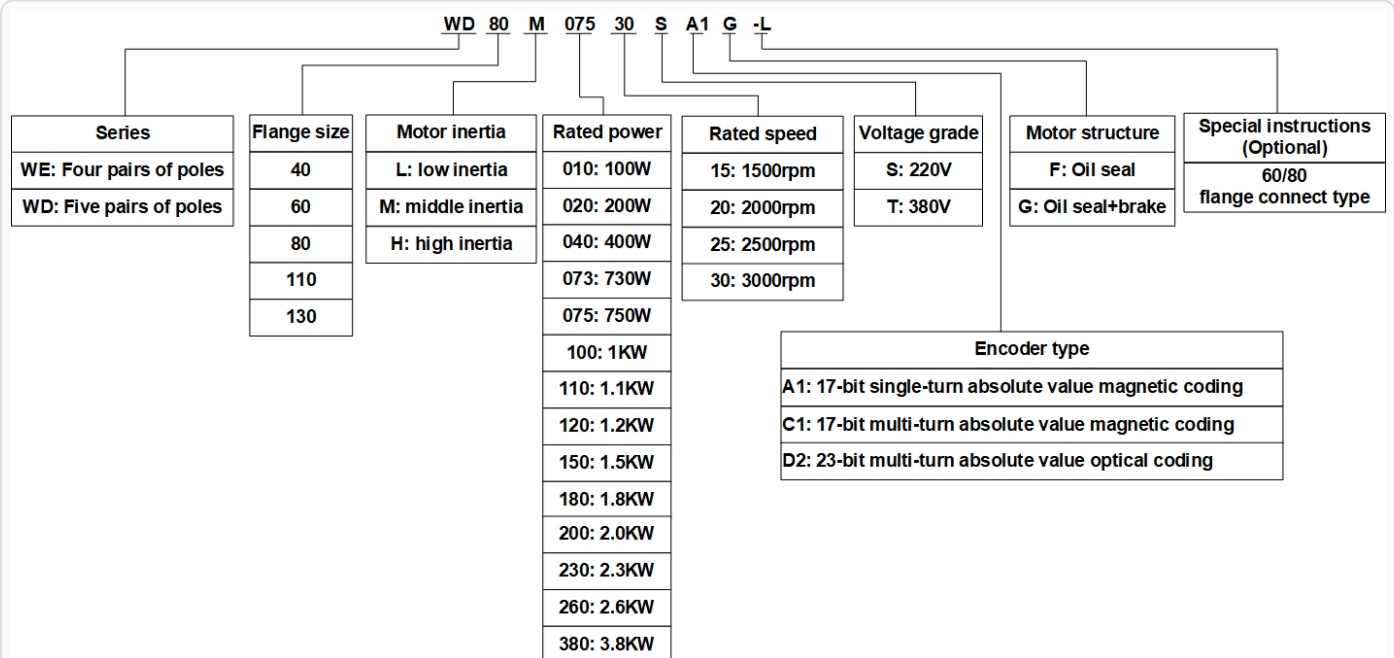 WD 80 M 075 30 S A1 G -L
Series
WE: Four pairs of poles
WD: Five pairs of poles
Flange size
40
60
80
110
130
Motor inertia
L: low inertia
M: middle inertia
H: high inertia
Rated power
010: 100W
020: 200W
040: 400W
073: 730W
075: 750W
100: 1KW
110: 1.1KW
120: 1.2KW
150: 1.5KW
180: 1.8KW
200: 2.0KW
230: 2.3KW
260: 2.6KW
380: 3.8KW
Rated speed
15: 1500rpm
20: 2000rpm
25: 2500rpm
30: 3000rpm
Voltage grade
S: 220V
T: 380V
Motor structure
F: Oil seal
G: Oil seal+brake
Special instructions
(Optional)
60/80
flange connect type
Encoder type
A1: 17-bit single-turn absolute value magnetic coding
C1: 17-bit multi-turn absolute value magnetic coding
D2: 23-bit multi-turn absolute value optical coding